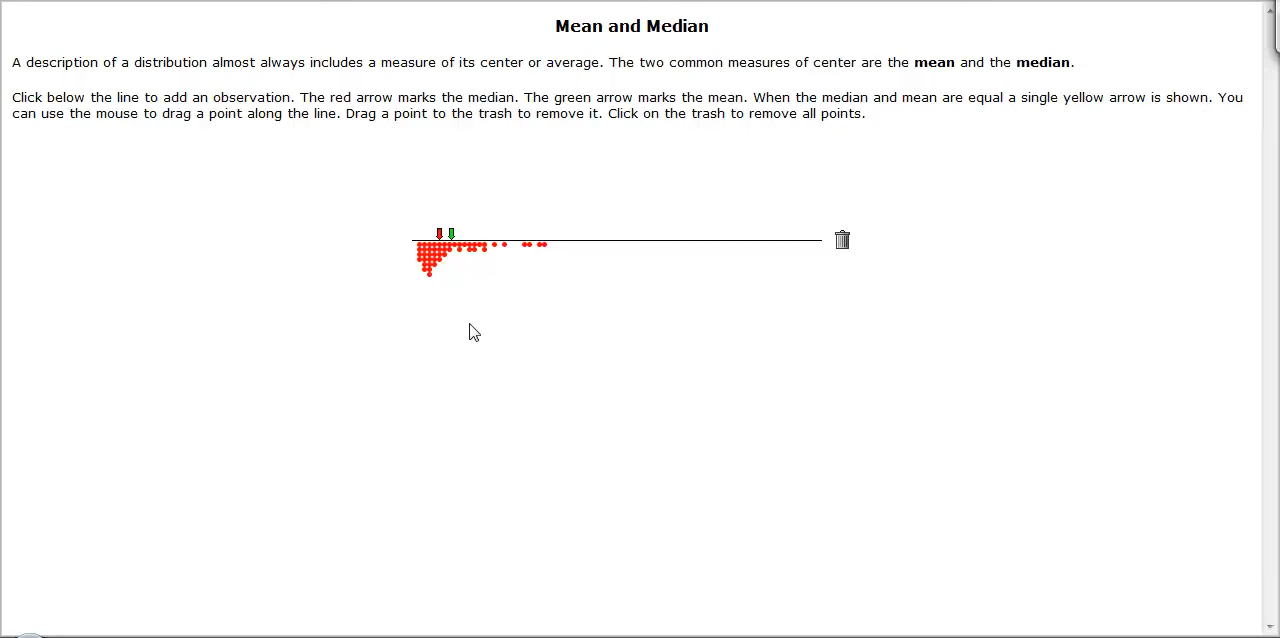 Mean and Median
A description of a distribution almost always includes a measure of its center or average. The two common measures of center are the mean and the median.
Click below the line to add an observation. The red arrow marks the median. The green arrow marks the mean. When the median and mean are equal a single yellow arrow is shown. You
can use the mouse to drag a point along the line. Drag a point to the trash to remove it. Click on the trash to remove all points.